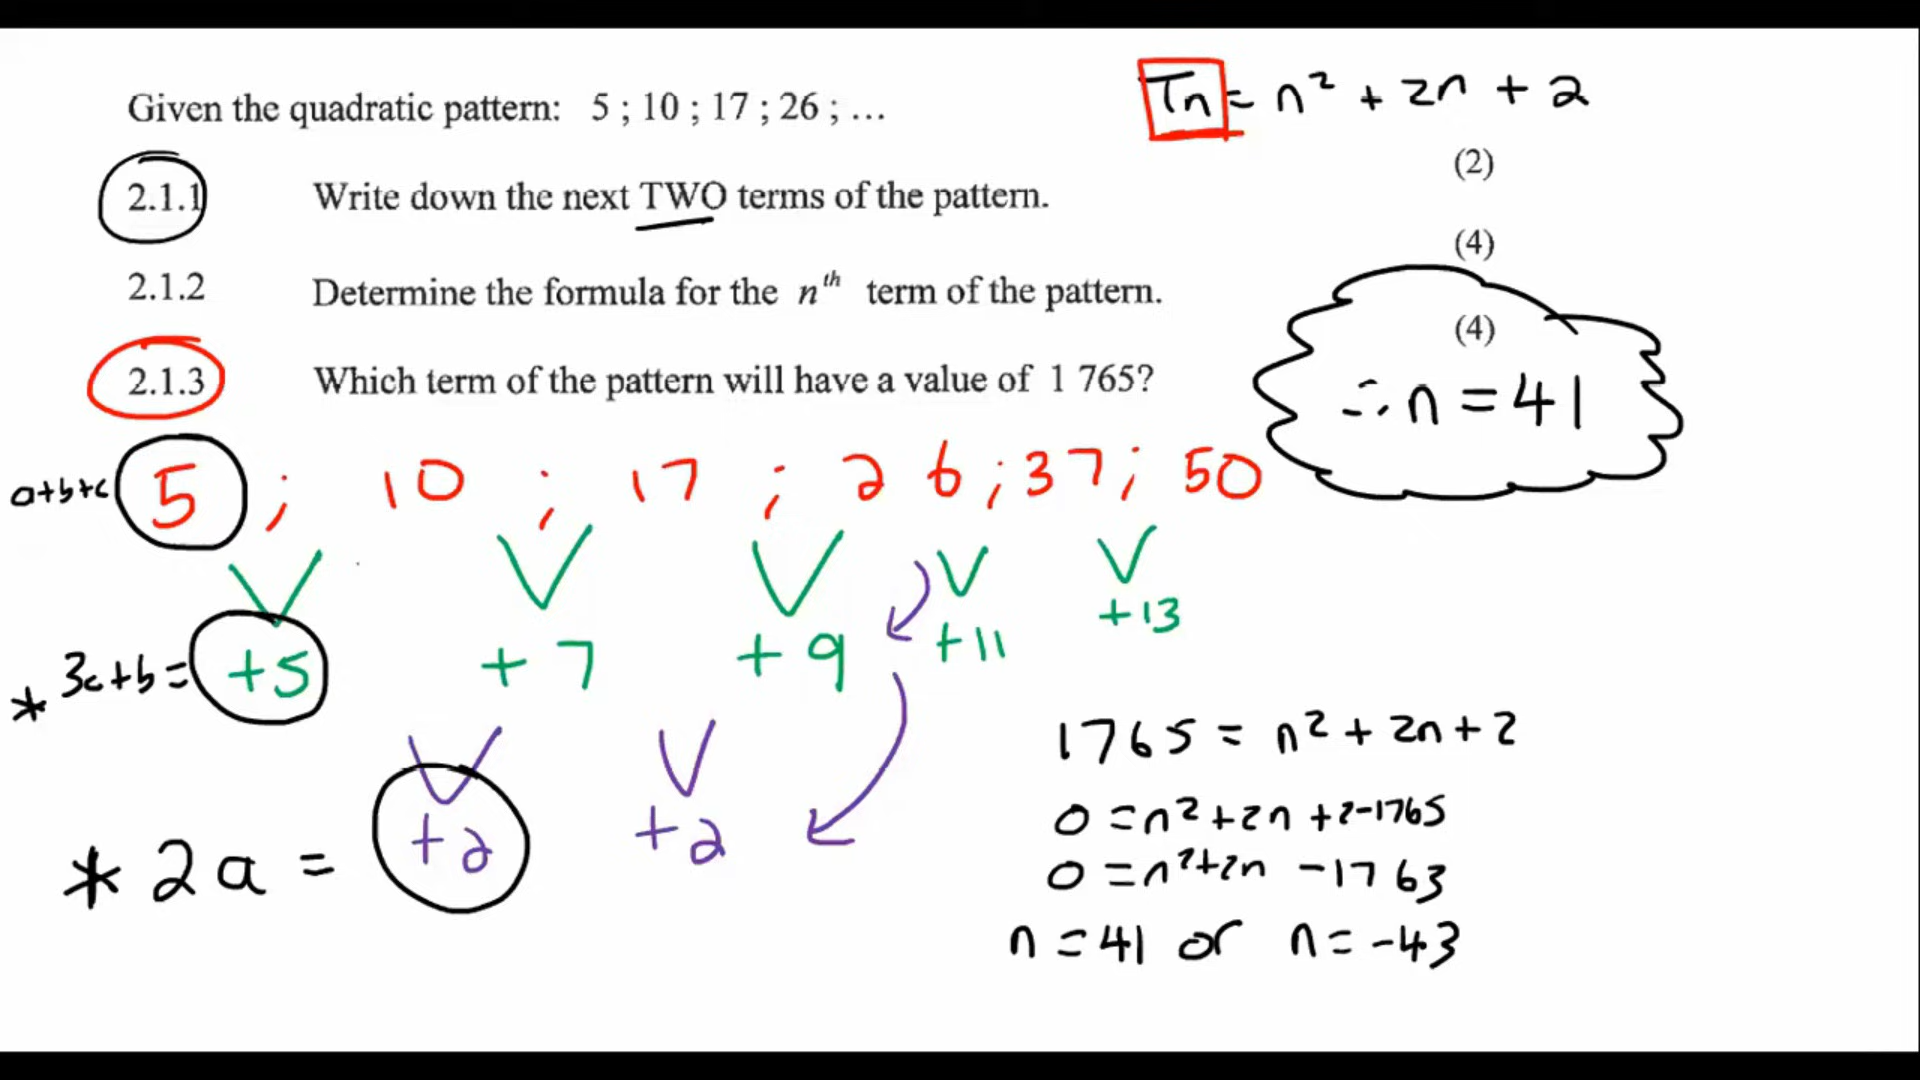 Given the quadratic pattern: 5 ; 10 ; 17 ; 26 ; …
Tn = n² + 2n + 2
(2)
2.1.1 Write down the next TWO terms of the pattern.
(4)
2.1.2 Determine the formula for the nᵗʰ term of the pattern.
(4)
2.1.3 Which term of the pattern will have a value of 1 765?
∴ n = 41
a+b+c 5 ; 10 ; 17 ; 26 ; 37 ; 50
+5 +7 +9 +11 +13
* 3a+b =
* 2a = +2 +2
1765 = n² + 2n + 2
0 = n² + 2n + 2 - 1765
0 = n² + 2n - 1763
n = 41 or n = -43